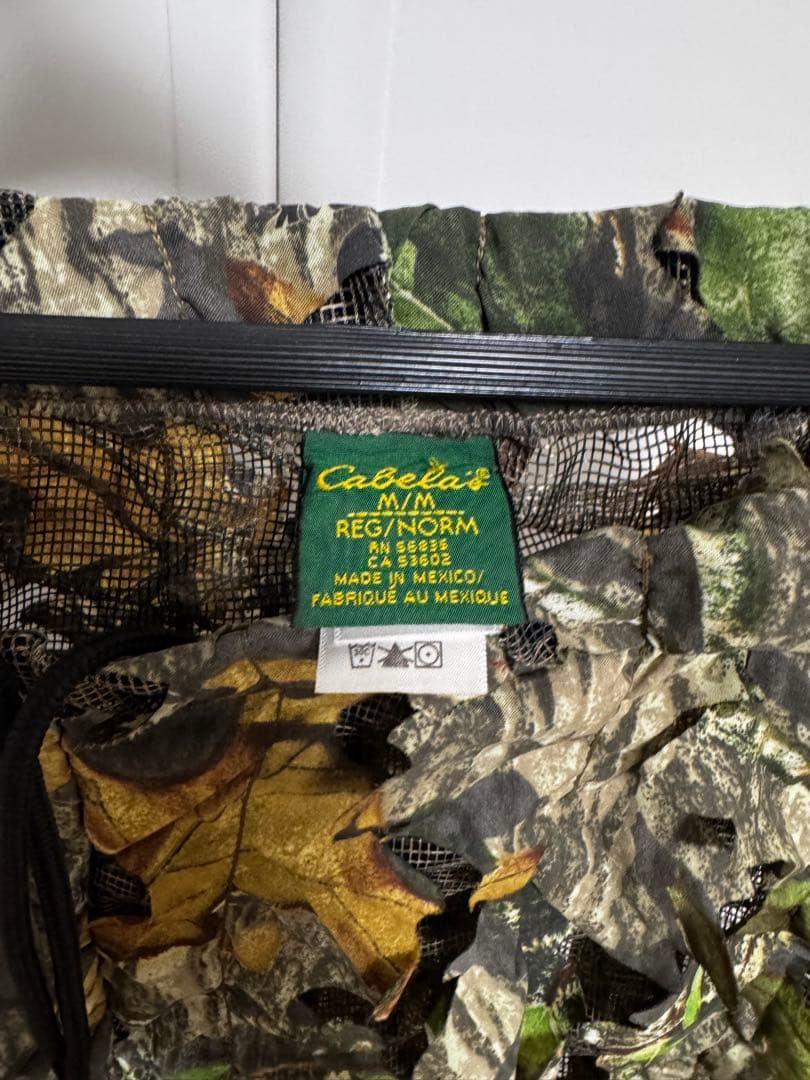 Cabela's®
M/M
REG/NORM
RN 56835
CA 53602
MADE IN MEXICO/
FABRIQUÉ AU MEXIQUE